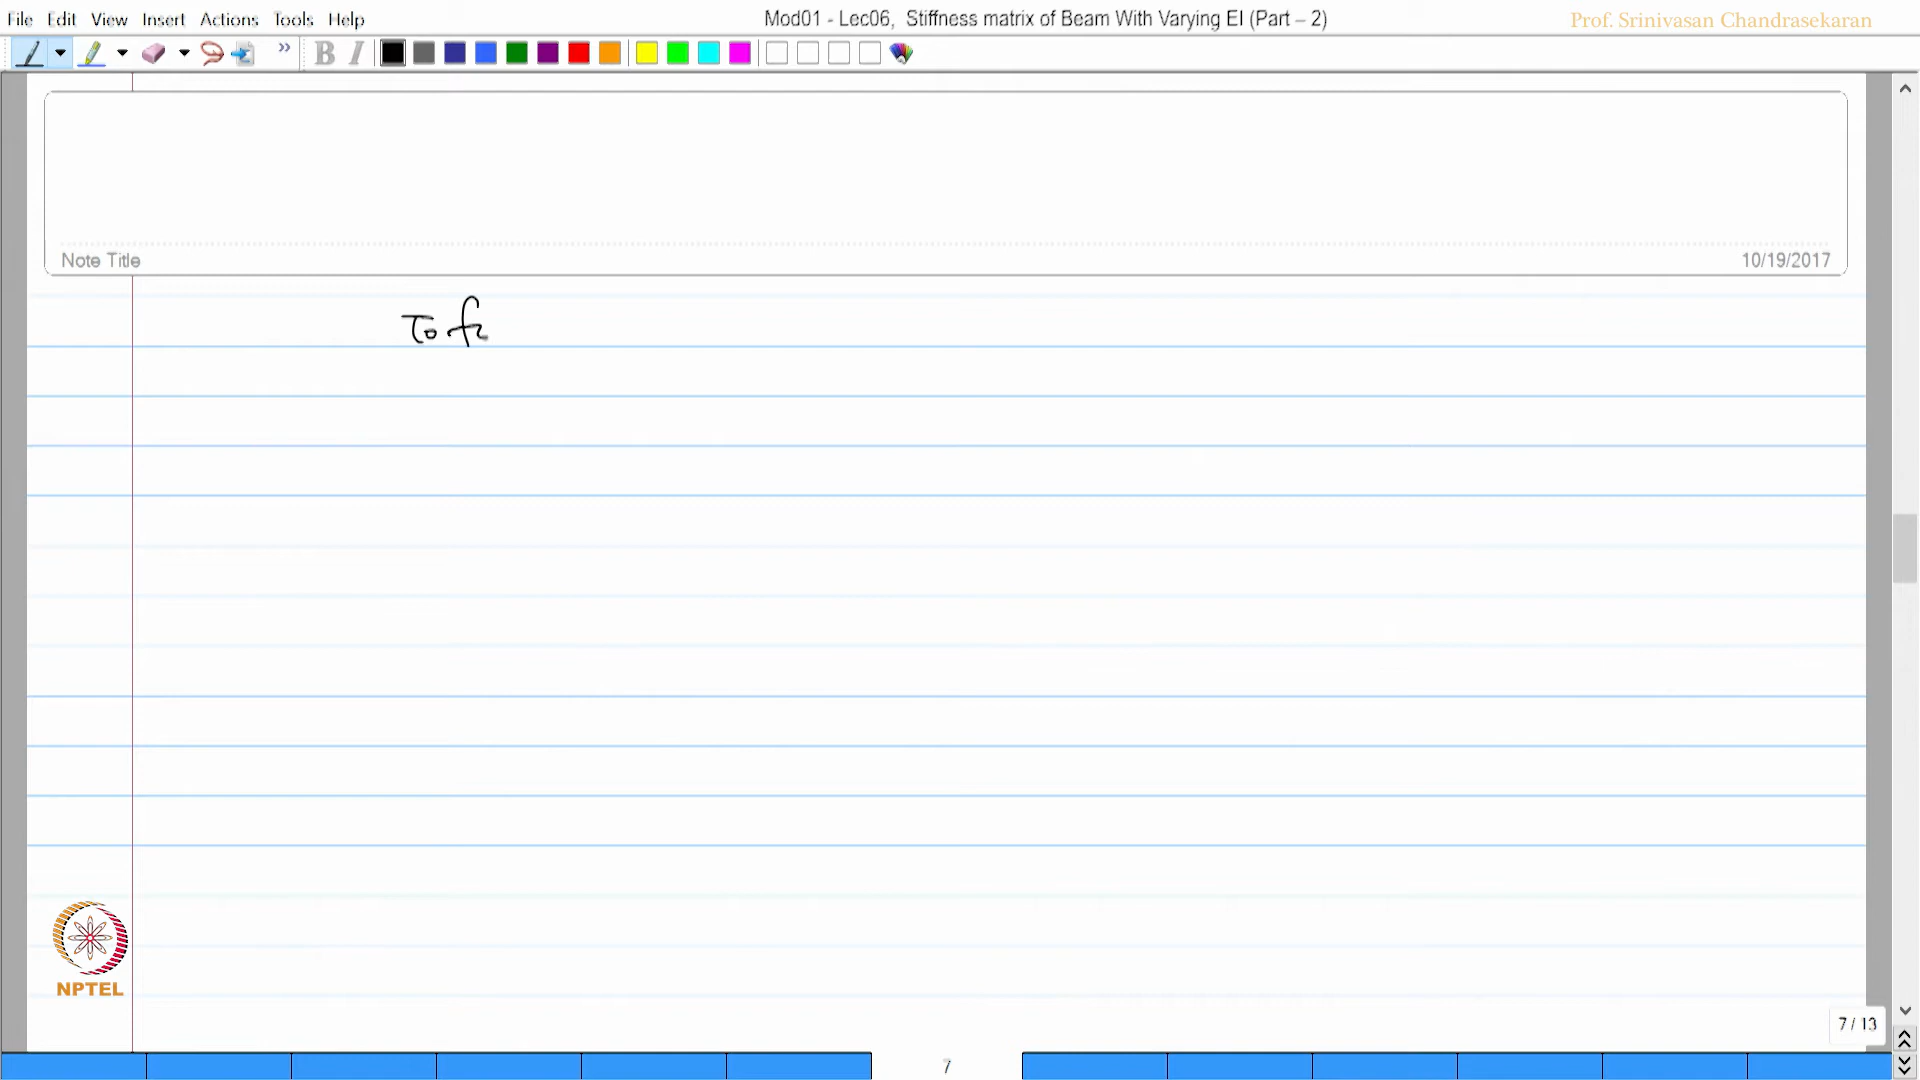 File Edit View Insert Actions Tools Help
Mod01 - Lec06, Stiffness matrix of Beam With Varying EI (Part – 2)
Prof. Srinivasan Chandrasekaran
B I
Note Title
10/19/2017
To
NPTEL
7 / 13
7